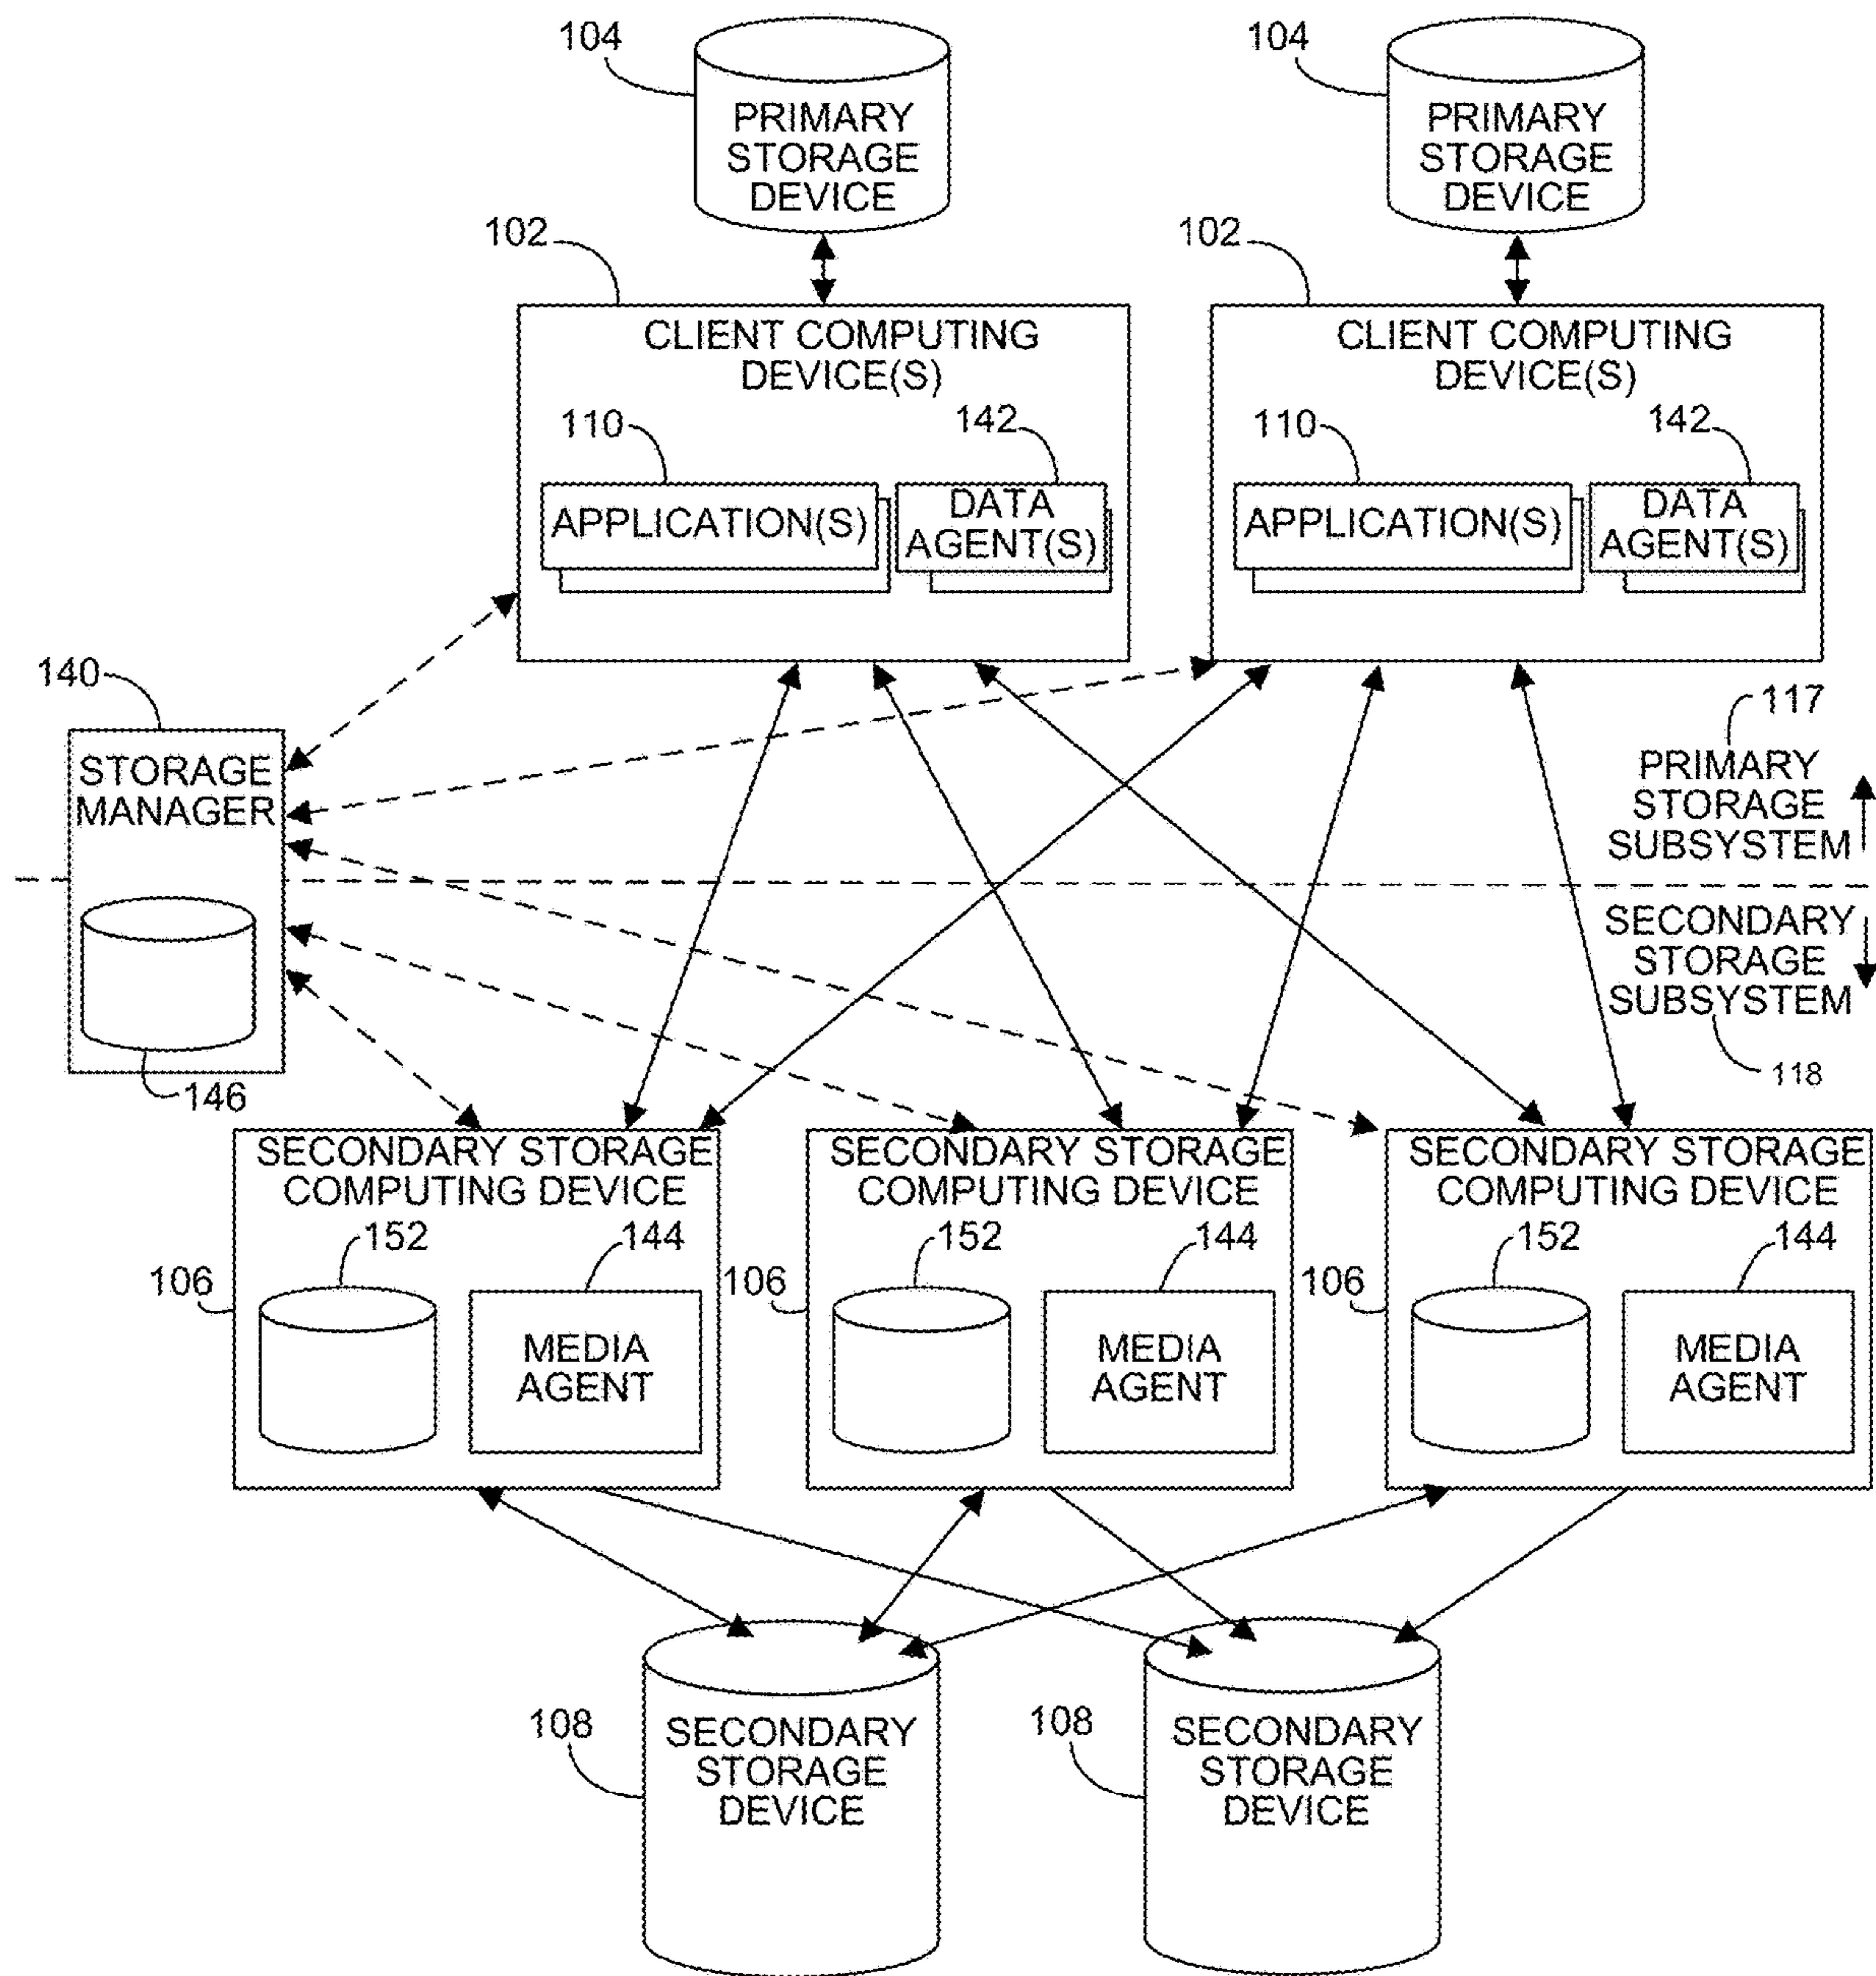 104
104
PRIMARY
STORAGE
DEVICE
PRIMARY
STORAGE
DEVICE
102
102
CLIENT COMPUTING
DEVICE(S)
110
142
APPLICATION(S)
DATA
AGENT(S)
CLIENT COMPUTING
DEVICE(S)
110
142
APPLICATION(S)
DATA
AGENT(S)
140
STORAGE
MANAGER
146
117
PRIMARY
STORAGE
SUBSYSTEM
SECONDARY
STORAGE
SUBSYSTEM
118
SECONDARY STORAGE
COMPUTING DEVICE
152
144
106
MEDIA
AGENT
SECONDARY STORAGE
COMPUTING DEVICE
152
144
106
MEDIA
AGENT
SECONDARY STORAGE
COMPUTING DEVICE
152
144
106
MEDIA
AGENT
108
SECONDARY
STORAGE
DEVICE
108
SECONDARY
STORAGE
DEVICE